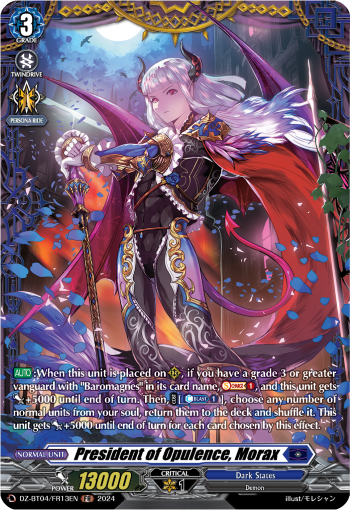 3
GRADE
TWINDRIVE
PERSONA RIDE
AUTO :When this unit is placed on RC, if you have a grade 3 or greater
vanguard with "Baromagnes" in its card name, 1, and this unit gets
+5000 until end of turn. Then, COST [ BLAST 1 ], choose any number of
normal units from your soul, return them to the deck and shuffle it. This
unit gets +5000 until end of turn for each card chosen by this effect.
NORMAL UNIT President of Opulence, Morax
POWER 13000 CRITICAL 1 Dark States
Demon
DZ-BT04/FR13EN FR 2024 illust/モレシャン